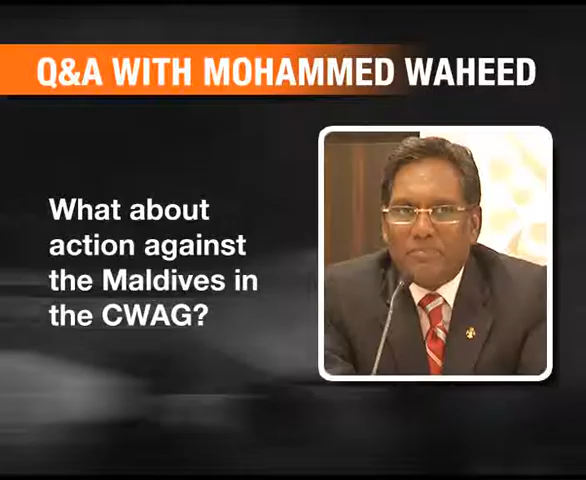 Q&A WITH MOHAMMED WAHEED
What about
action against
the Maldives in
the CWAG?